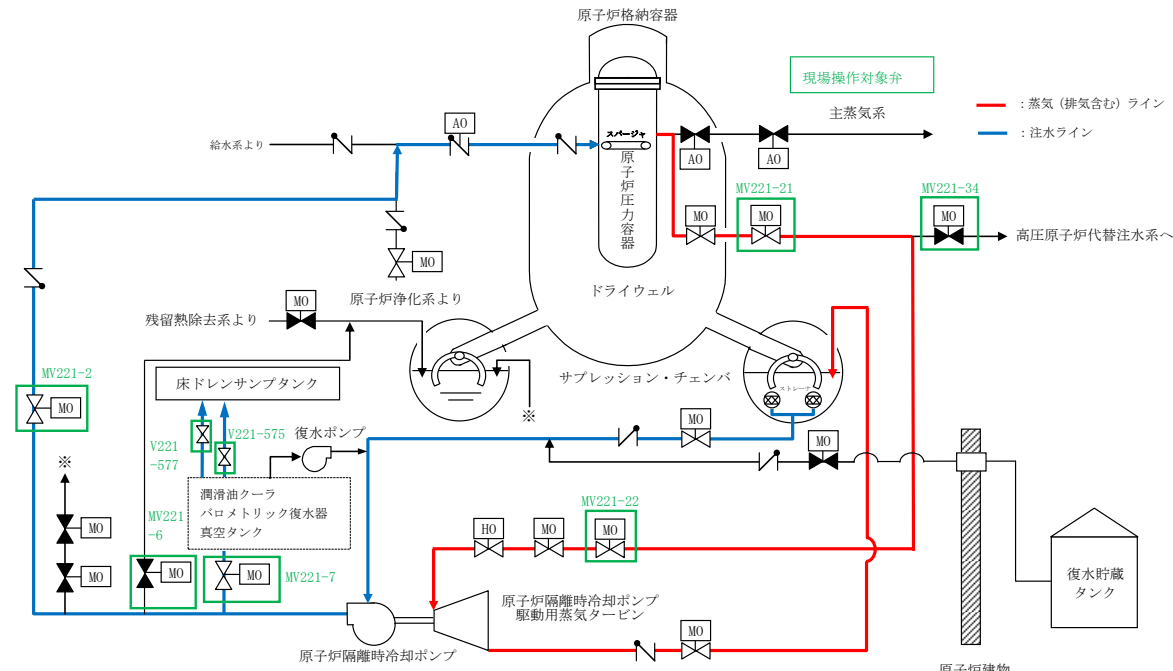 原子炉格納容器
現場操作対象弁
主蒸気系
：蒸気（排気含む）ライン
：注水ライン
給水系より
AO
スパージャ
原子炉圧力容器
AO
AO
MV221-21
MV221-34
MO
MO
MO
高圧原子炉代替注水系へ
MO
原子炉浄化系より
ドライウェル
残留熱除去系より
MO
サプレッション・チェンバ
ストレーナ
MV221-2
MO
床ドレンサンプタンク
※
V221
-577
V221-575
復水ポンプ
MO
MO
※
潤滑油クーラ
バロメトリック復水器
真空タンク
MV221
-6
MO
MO
MO
MO
MV221-7
MV221-22
HO
MO
MO
復水貯蔵
タンク
原子炉隔離時冷却ポンプ
駆動用蒸気タービン
MO
原子炉隔離時冷却ポンプ
原子炉建物